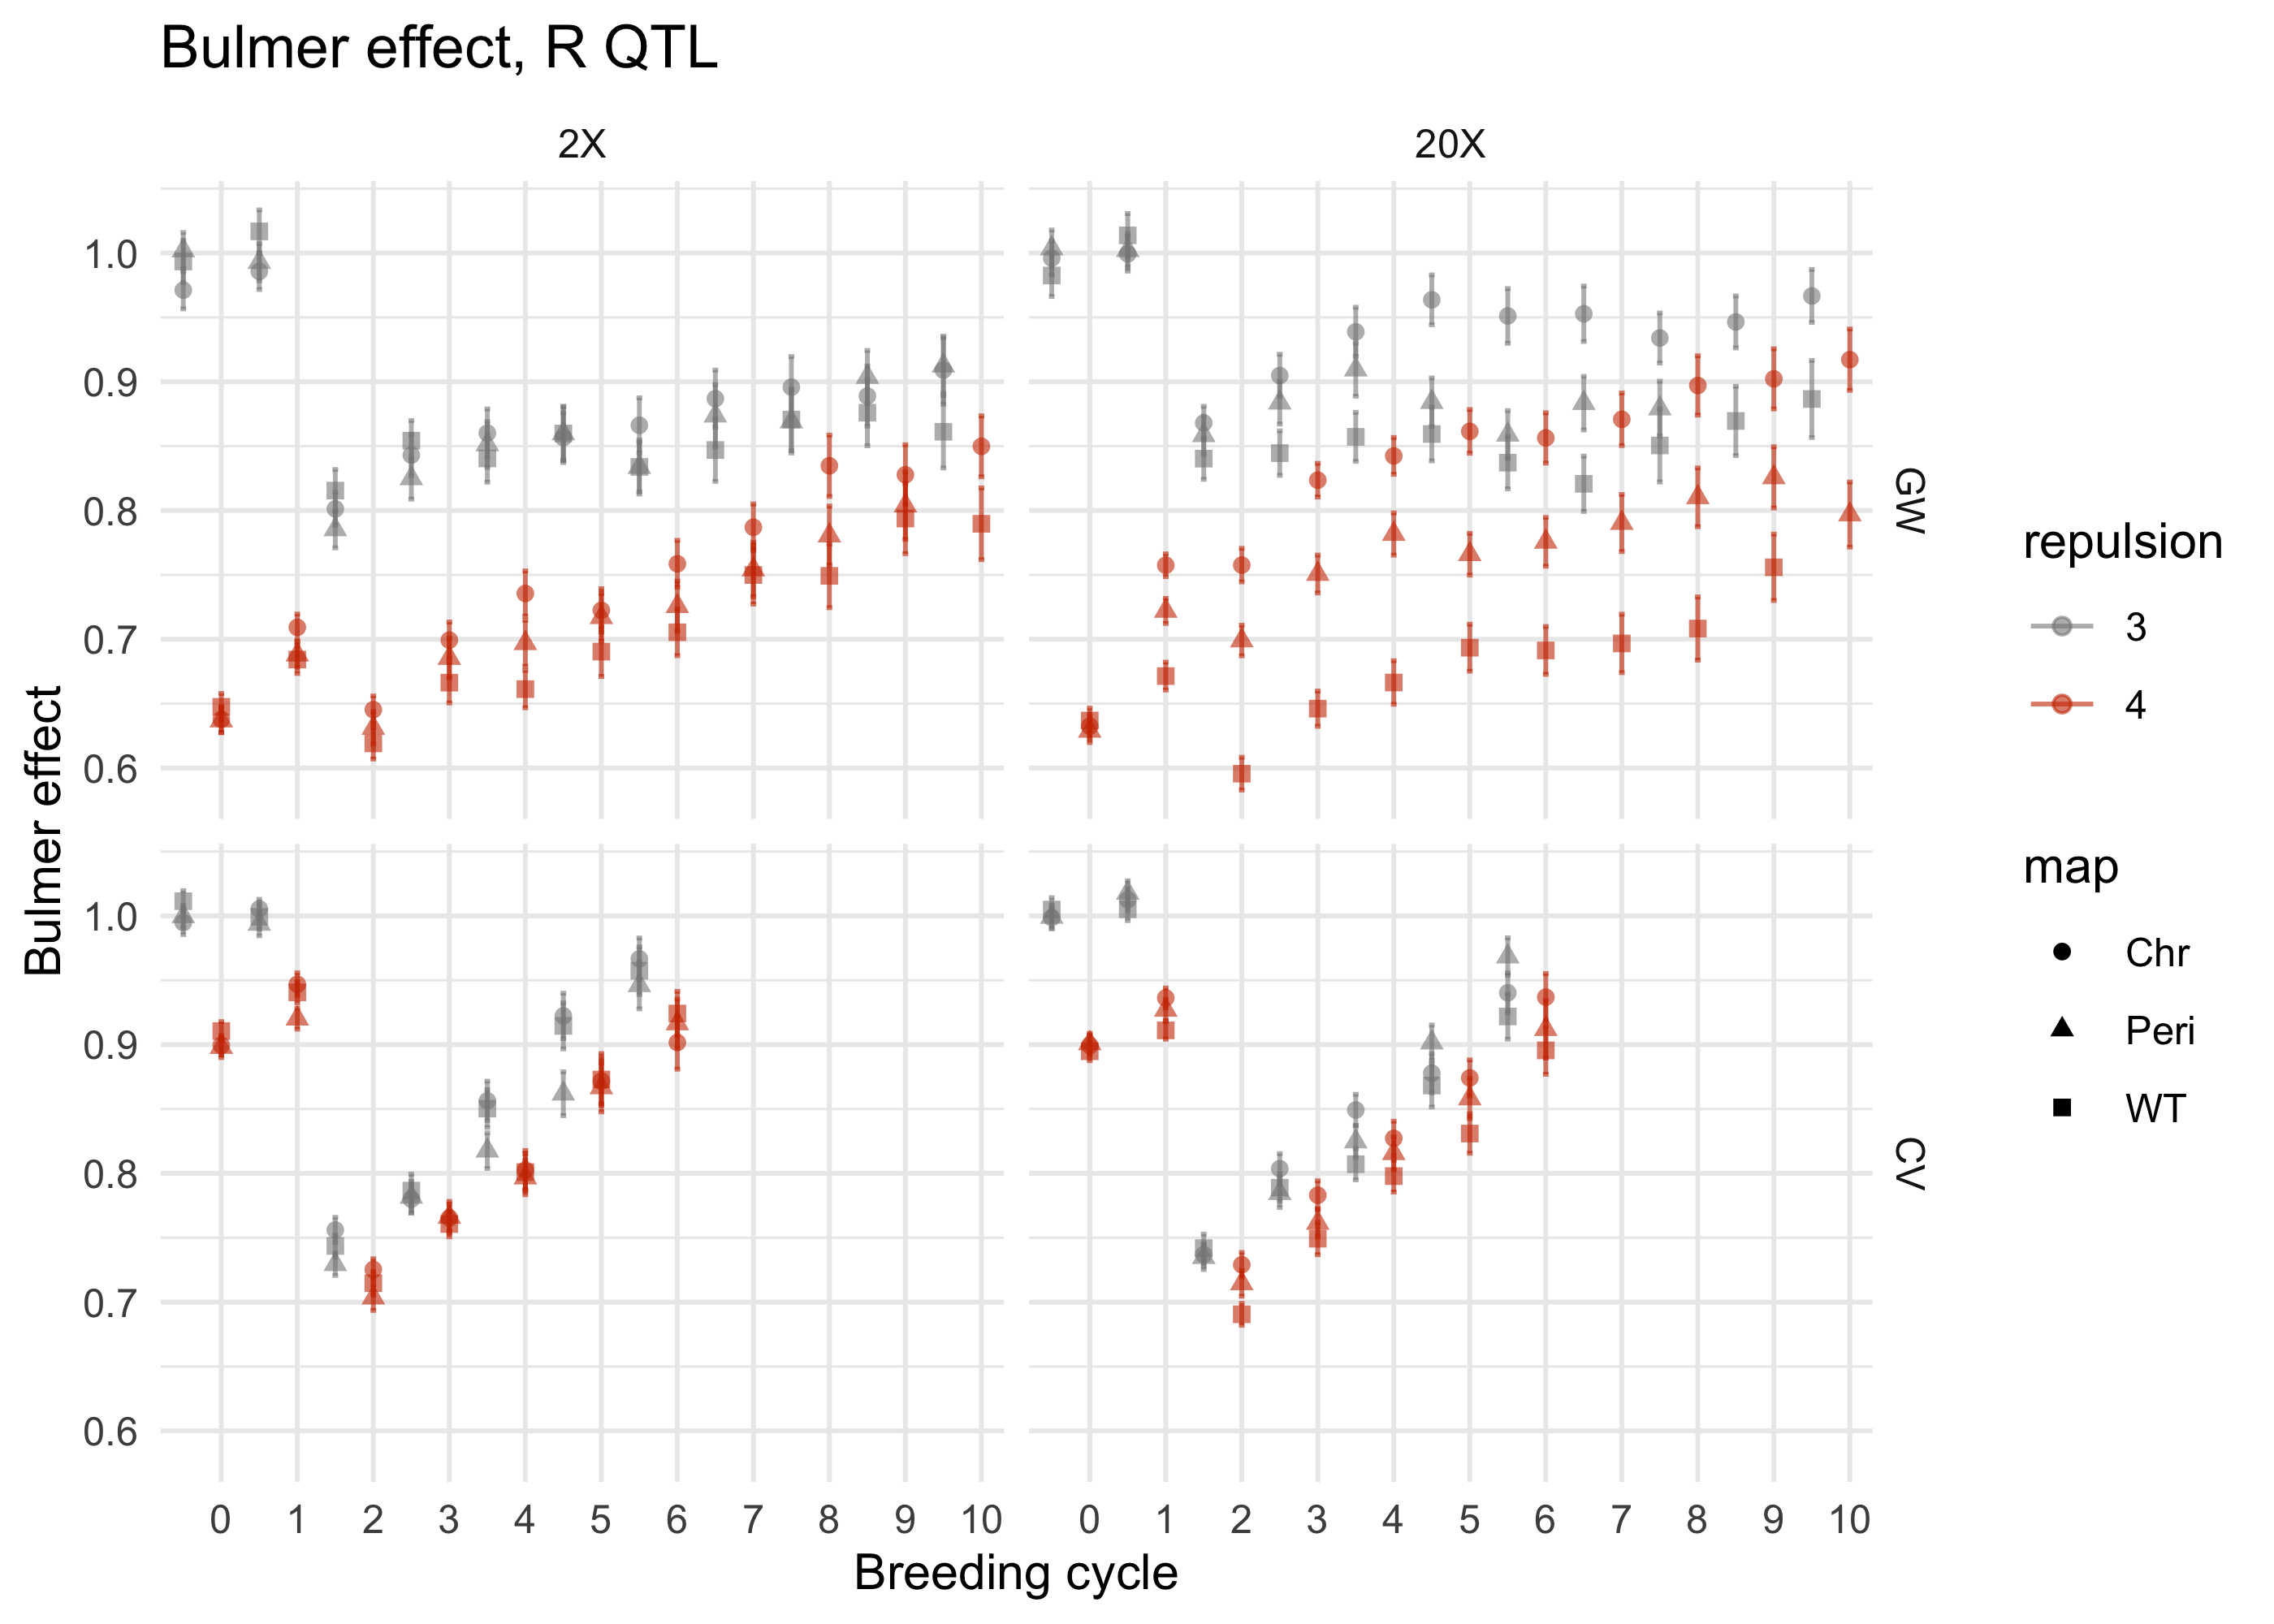 Bulmer effect, R QTL
2X
20X
1.0
0.9
0.8
0.7
0.6
GW
1.0
0.9
0.8
0.7
0.6
CV
Bulmer effect
0 1 2 3 4 5 6 7 8 9 10
0 1 2 3 4 5 6 7 8 9 10
Breeding cycle
repulsion
3
4
map
Chr
Peri
WT